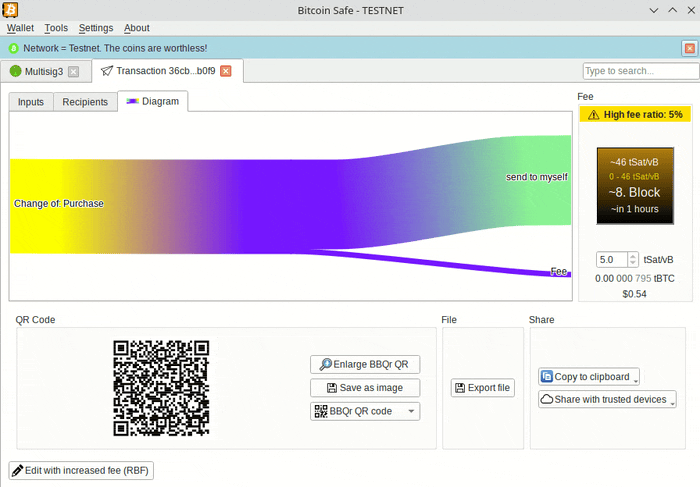 Bitcoin Safe - TESTNET
Wallet Tools Settings About
Network = Testnet. The coins are worthless!
Multisig3
Transaction 36cb...b0f9
Type to search...
Inputs
Recipients
Diagram
Change of: Purchase
send to myself
Fee
Fee
High fee ratio: 5%
~46 tSat/vB
0 - 46 tSat/vB
~8. Block
~in 1 hours
5.0 tSat/vB
0.00 000 795 tBTC
$0.54
QR Code
Enlarge BBQr QR
Save as image
BBQr QR code
File
Export file
Share
Copy to clipboard
Share with trusted devices
Edit with increased fee (RBF)